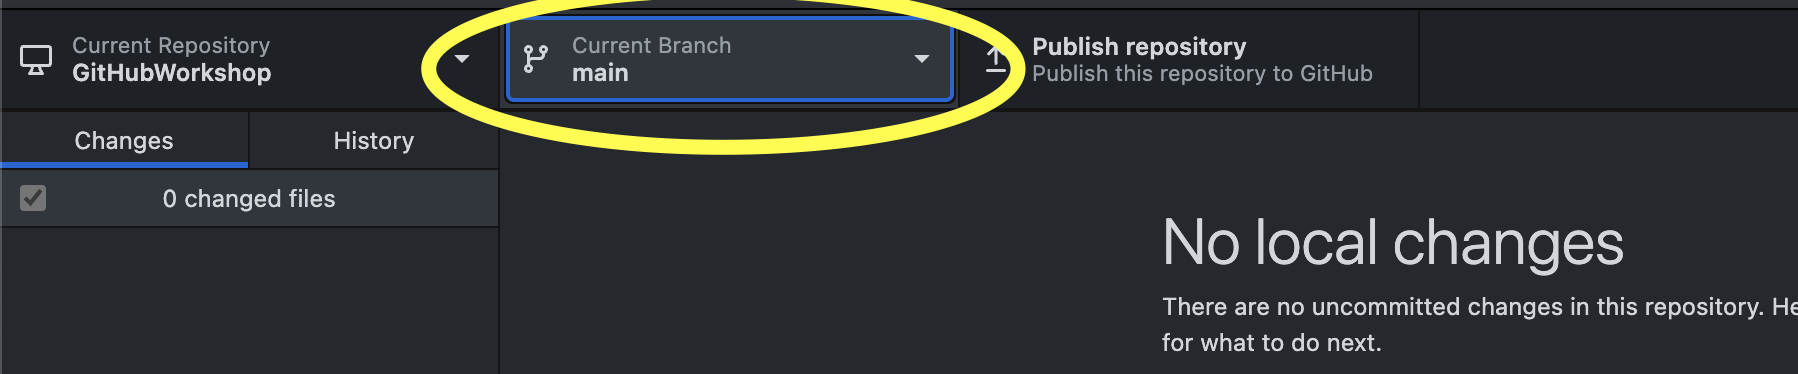 Current Repository
GitHubWorkshop
Current Branch
main
Publish repository
Publish this repository to GitHub
Changes
History
0 changed files
No local changes
There are no uncommitted changes in this repository. He
for what to do next.